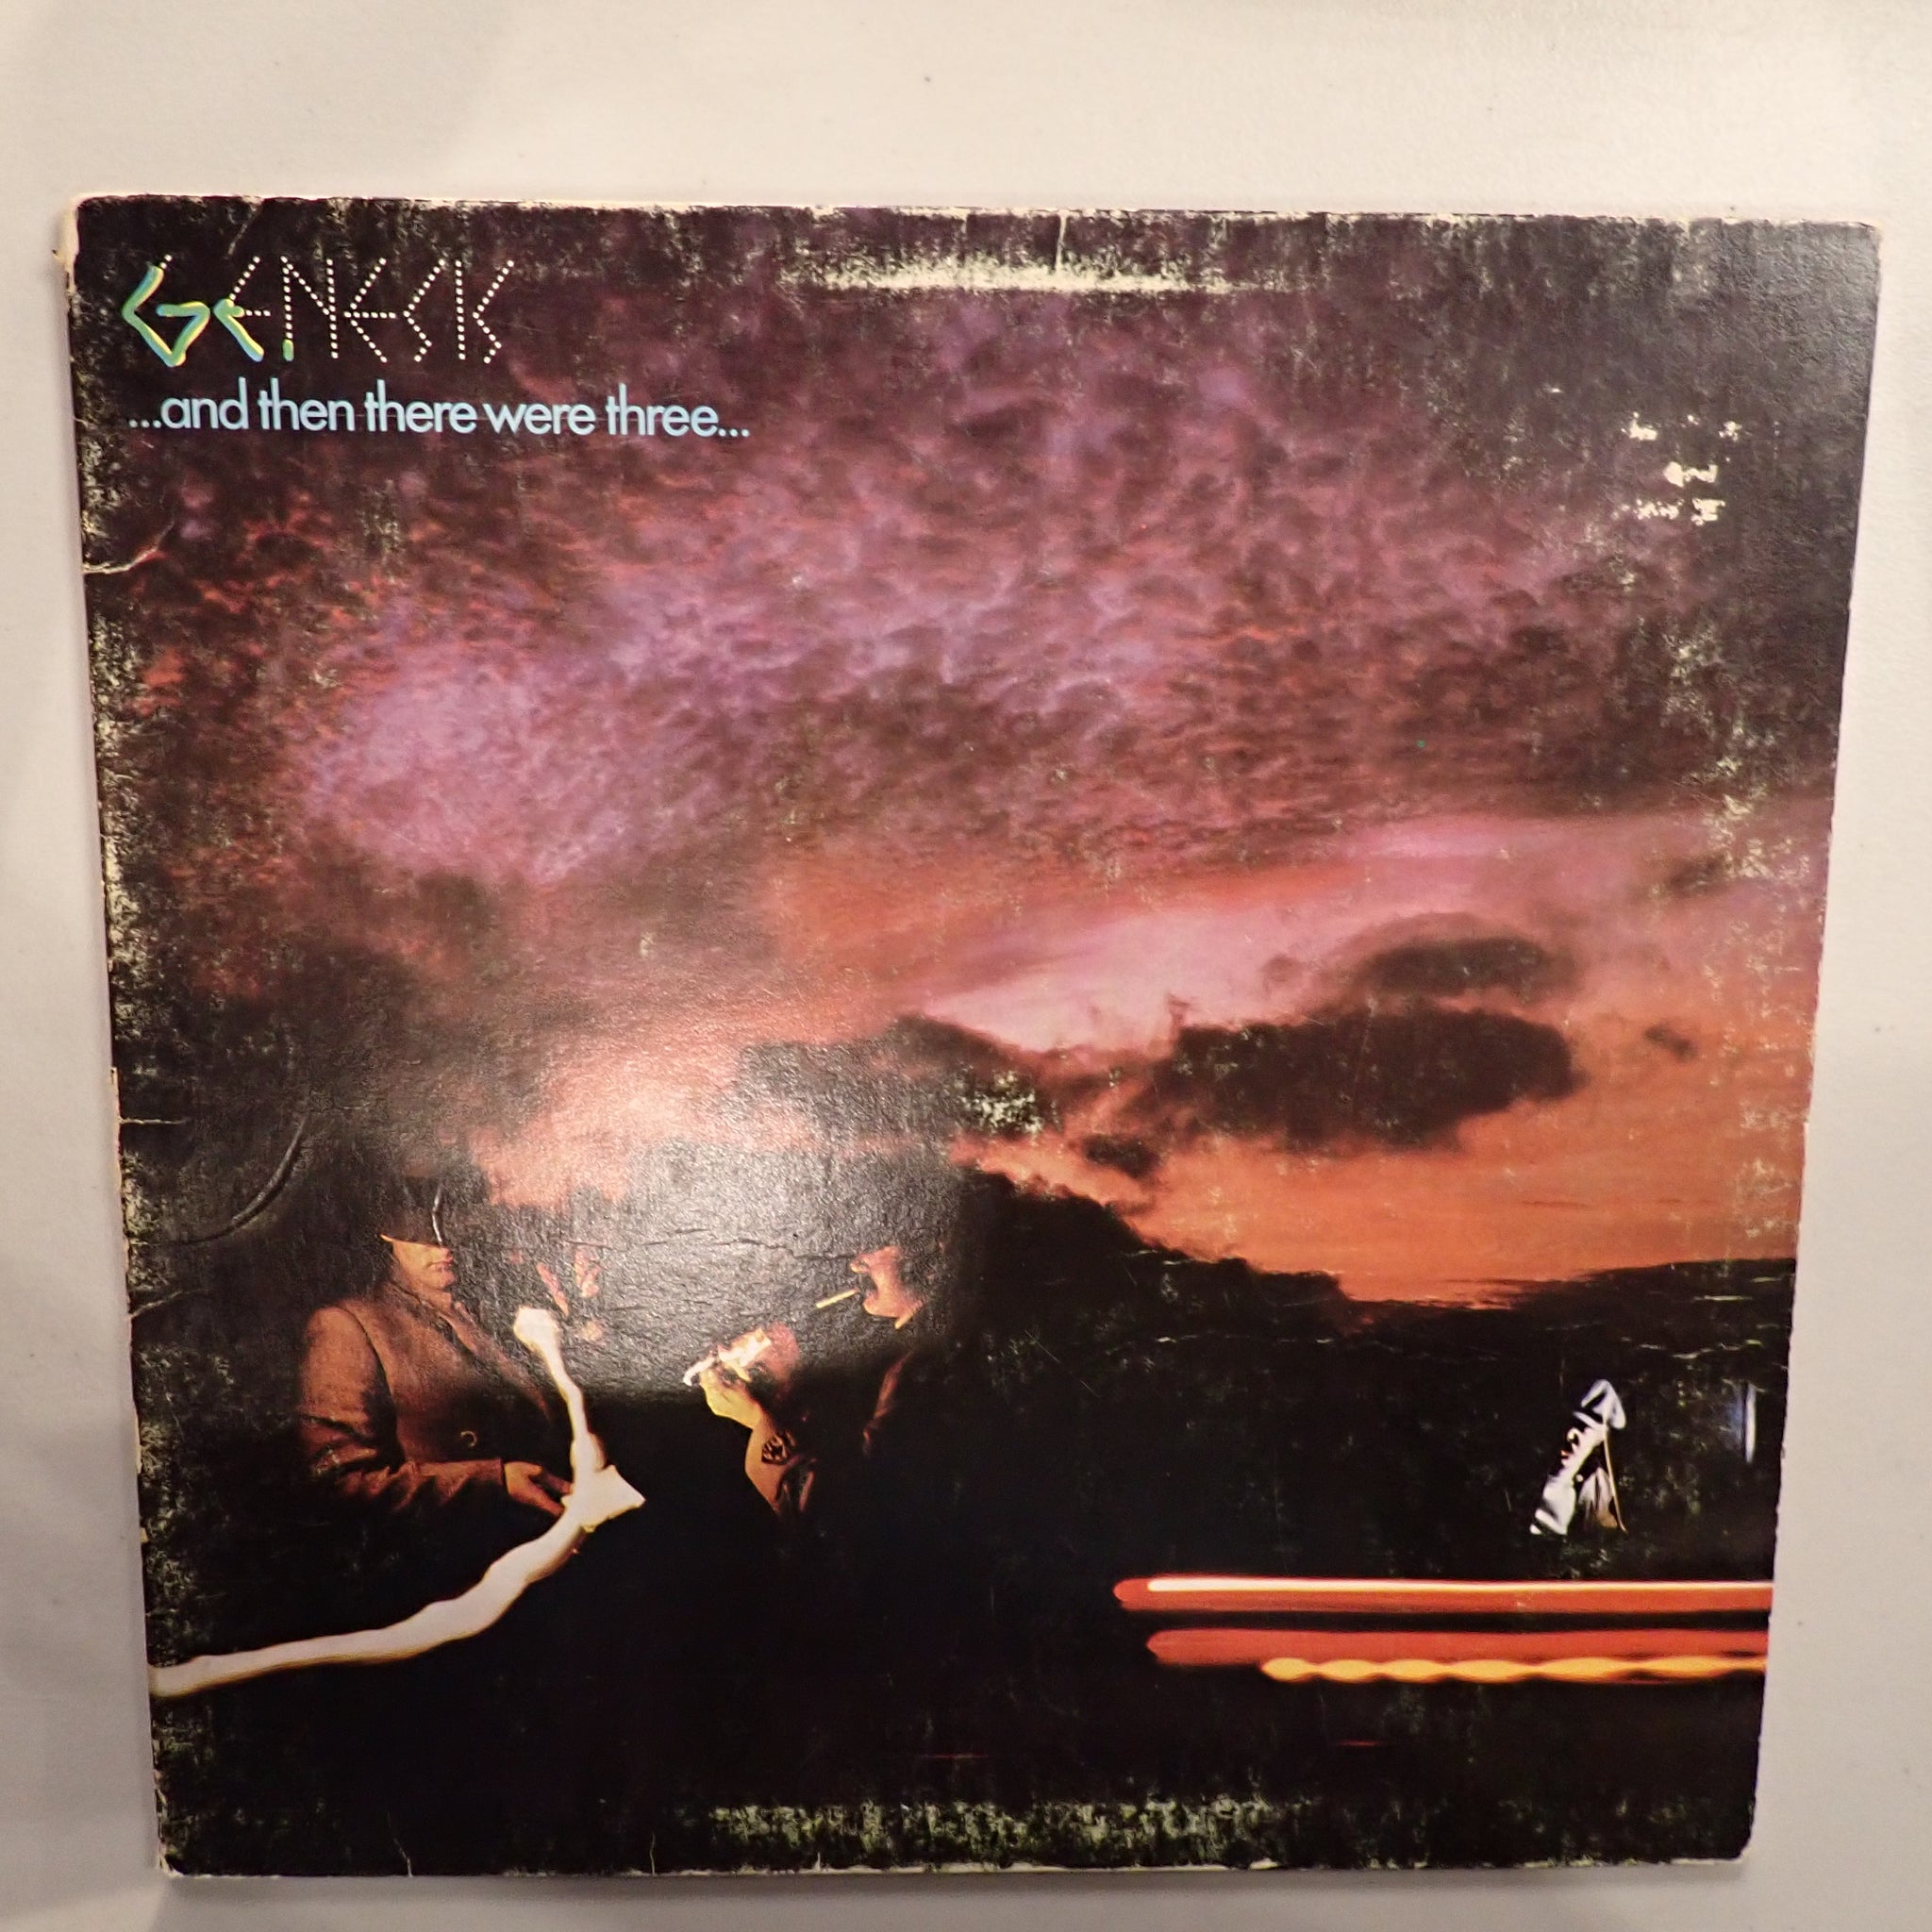 GENESIS
...and then there were three...